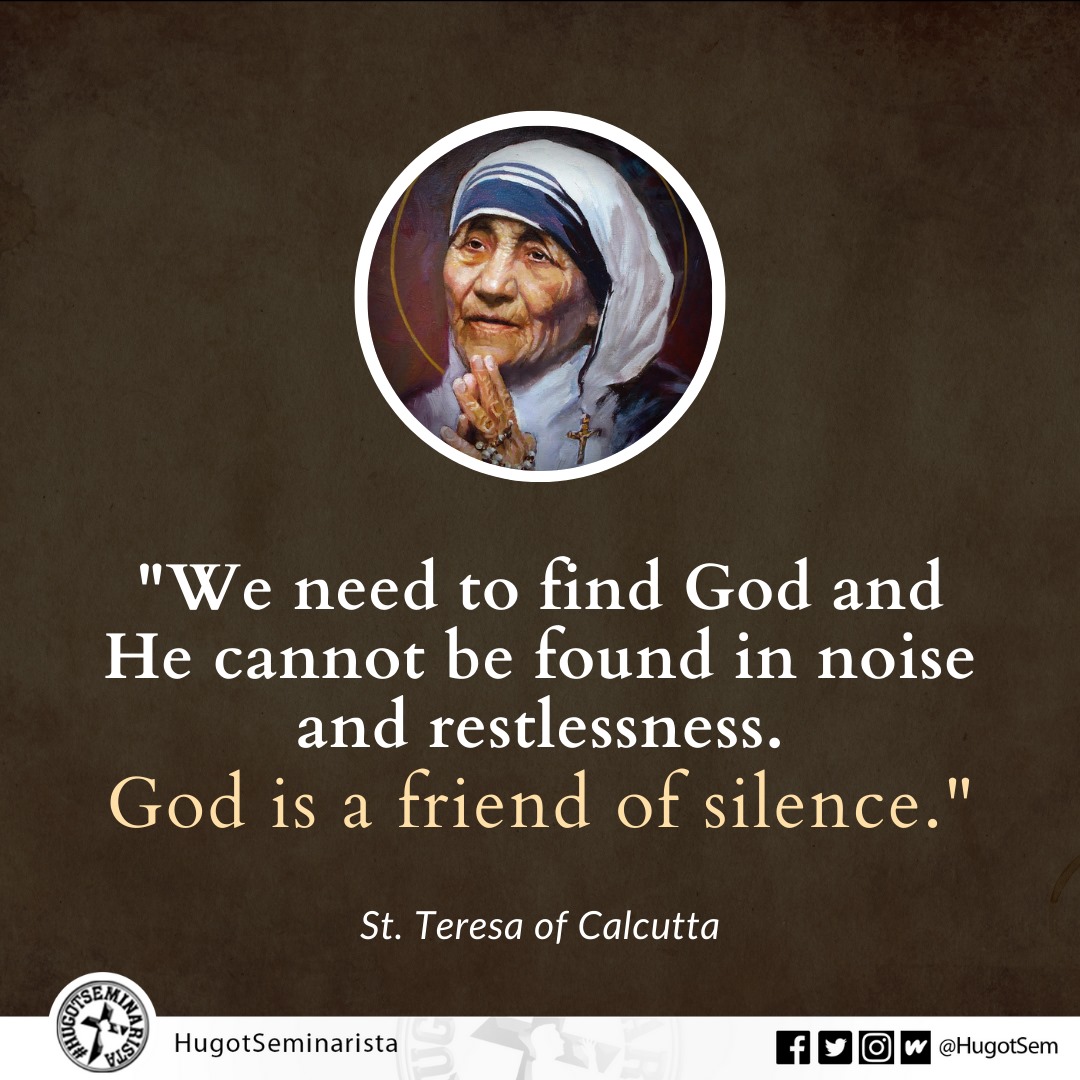 "We need to find God and
He cannot be found in noise
and restlessness.
God is a friend of silence."
St. Teresa of Calcutta
#HUGOTSEMINARISTA
HugotSeminarista
@HugotSem